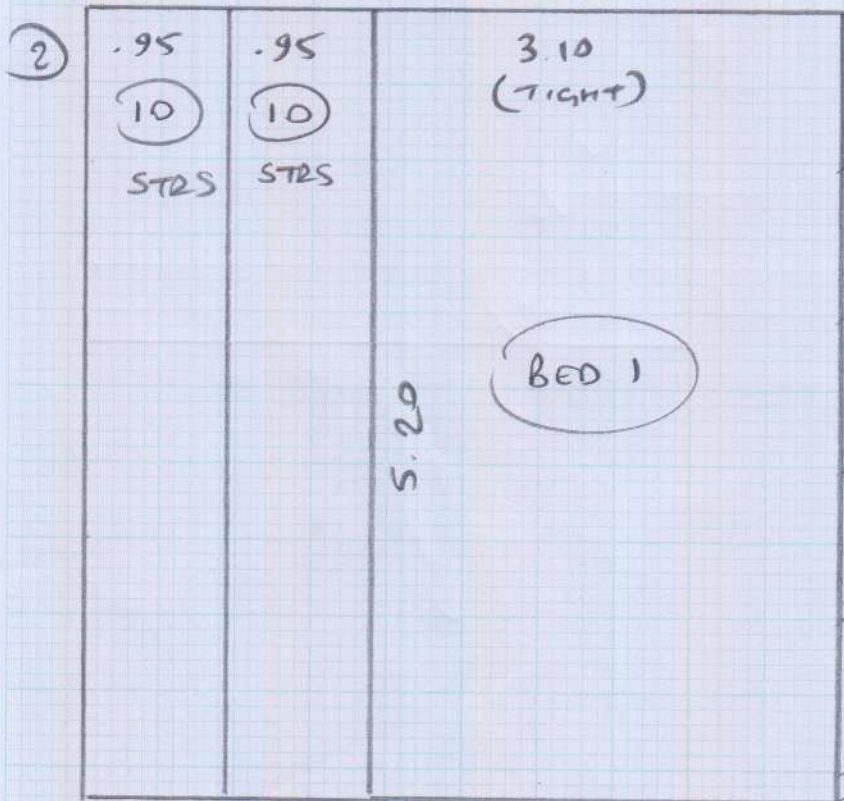 2
.95 .95 3.10
10 10 (TIGHT)
STRS STRS
BED 1
5.20